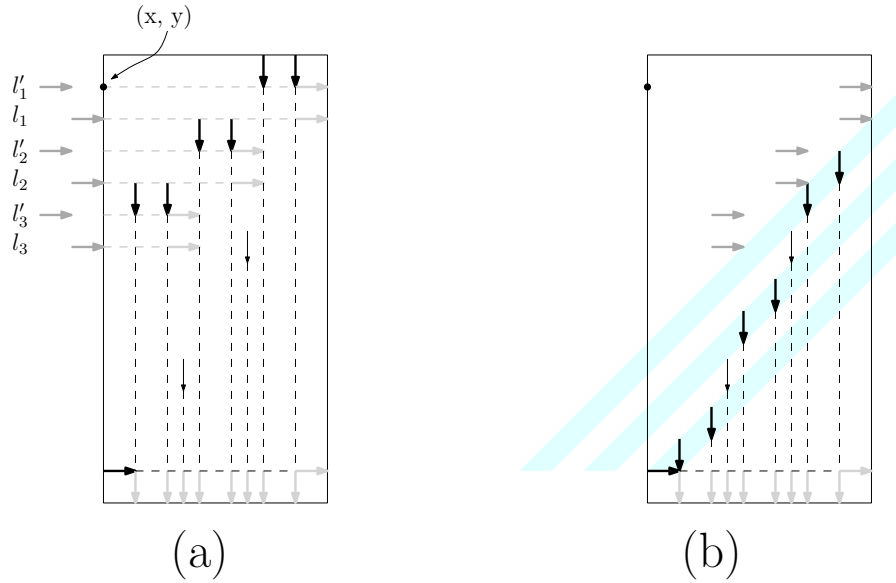 (x, y)
l′₁
l₁
l′₂
l₂
l′₃
l₃
(a)
(b)